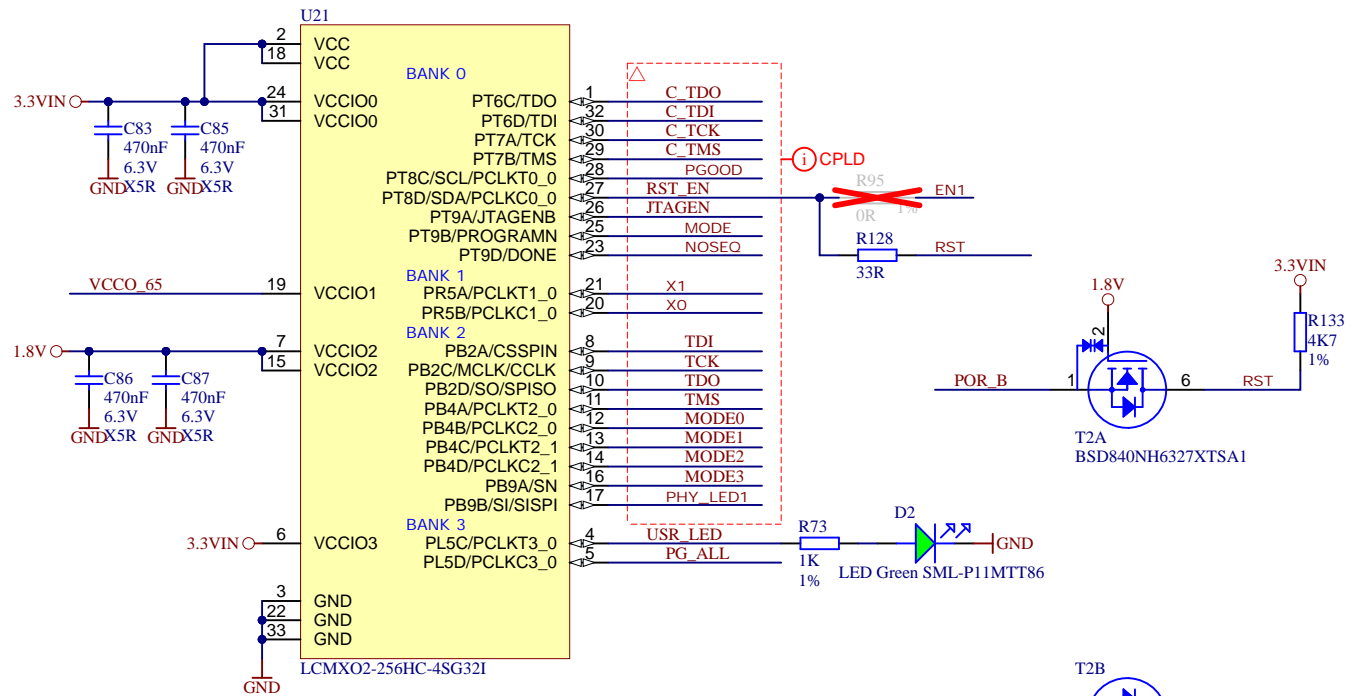 U21
2 VCC
18 VCC
BANK 0
3.3VIN
24 VCCIO0
31 VCCIO0
C83
470nF
6.3V
X5R
GND
C85
470nF
6.3V
X5R
GND
PT6C/TDO 1 C_TDO
PT6D/TDI 32 C_TDI
PT7A/TCK 30 C_TCK
PT7B/TMS 29 C_TMS
PT8C/SCL/PCLKT0_0 28 PGOOD
PT8D/SDA/PCLKC0_0 27 RST_EN
PT9A/JTAGENB 26 JTAGEN
PT9B/PROGRAMN 25 MODE
PT9D/DONE 23 NOSEQ
i CPLD
R95
0R
1%
EN1
R128
33R
RST
BANK 1
VCCO_65 19 VCCIO1
PR5A/PCLKT1_0 21 X1
PR5B/PCLKC1_0 20 X0
BANK 2
1.8V
7 VCCIO2
15 VCCIO2
C86
470nF
6.3V
X5R
GND
C87
470nF
6.3V
X5R
GND
PB2A/CSSPIN 8 TDI
PB2C/MCLK/CCLK 9 TCK
PB2D/SO/SPISO 10 TDO
PB4A/PCLKT2_0 11 TMS
PB4B/PCLKC2_0 12 MODE0
PB4C/PCLKT2_1 13 MODE1
PB4D/PCLKC2_1 14 MODE2
PB9A/SN 16 MODE3
PB9B/SI/SISPI 17 PHY_LED1
BANK 3
3.3VIN 6 VCCIO3
PL5C/PCLKT3_0 4 USR_LED
PL5D/PCLKC3_0 5 PG_ALL
R73
1K
1%
D2
LED Green SML-P11MTT86
GND
3 GND
22 GND
33 GND
GND
LCMXO2-256HC-4SG32I
3.3VIN
R133
4K7
1%
1.8V
2
POR_B 1
6 RST
T2A
BSD840NH6327XTSA1
T2B